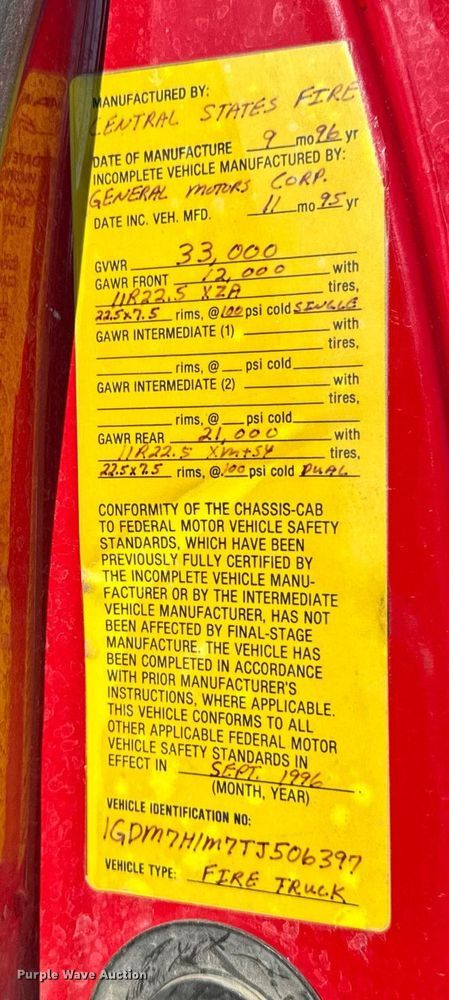 MANUFACTURED BY:
CENTRAL STATES FIRE
DATE OF MANUFACTURE 9 mo 96 yr
INCOMPLETE VEHICLE MANUFACTURED BY:
GENERAL MOTORS CORP.
DATE INC. VEH. MFD. 11 mo 95 yr
GVWR 33,000
GAWR FRONT 12,000 with
11R22.5 XZA tires,
22.5x7.5 rims, @ 100 psi cold SINGLE
GAWR INTERMEDIATE (1) with
tires,
rims, @ psi cold
GAWR INTERMEDIATE (2) with
tires,
rims, @ psi cold
GAWR REAR 21,000 with
11R22.5 XM+S4 tires,
22.5x7.5 rims, @ 100 psi cold DUAL
CONFORMITY OF THE CHASSIS-CAB
TO FEDERAL MOTOR VEHICLE SAFETY
STANDARDS, WHICH HAVE BEEN
PREVIOUSLY FULLY CERTIFIED BY
THE INCOMPLETE VEHICLE MANU-
FACTURER OR BY THE INTERMEDIATE
VEHICLE MANUFACTURER, HAS NOT
BEEN AFFECTED BY FINAL-STAGE
MANUFACTURE. THE VEHICLE HAS
BEEN COMPLETED IN ACCORDANCE
WITH PRIOR MANUFACTURER'S
INSTRUCTIONS, WHERE APPLICABLE.
THIS VEHICLE CONFORMS TO ALL
OTHER APPLICABLE FEDERAL MOTOR
VEHICLE SAFETY STANDARDS IN
EFFECT IN SEPT. 1996
(MONTH, YEAR)
VEHICLE IDENTIFICATION NO:
1GDM7H1M7TJ506397
VEHICLE TYPE: FIRE TRUCK
Purple Wave Auction